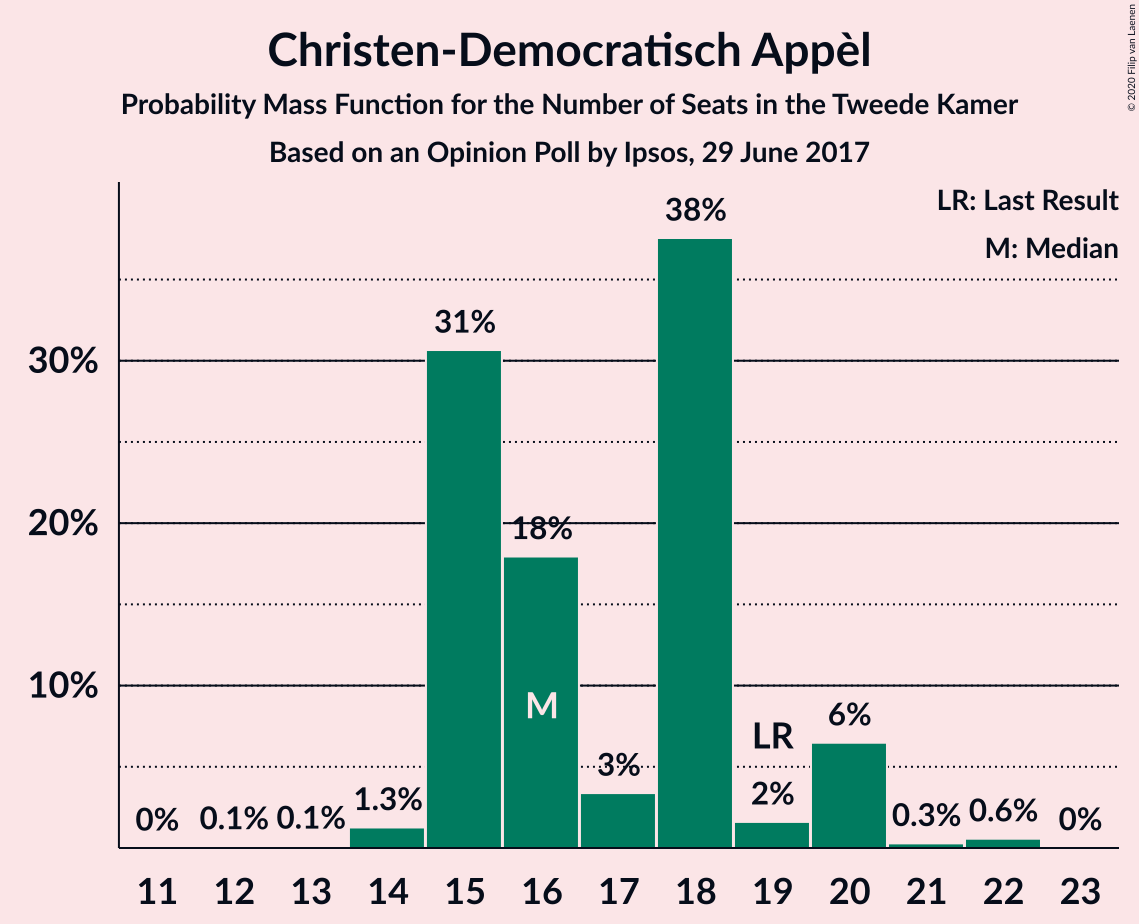 Christen-Democratisch Appèl
Probability Mass Function for the Number of Seats in the Tweede Kamer
Based on an Opinion Poll by Ipsos, 29 June 2017
© 2020 Filip van Laenen
LR: Last Result
M: Median
38%
31%
30%
18%
20%
M
10%
LR
6%
3%
2%
1.3%
0% 0.1% 0.1% 0.3% 0.6% 0%
11 12 13 14 15 16 17 18 19 20 21 22 23